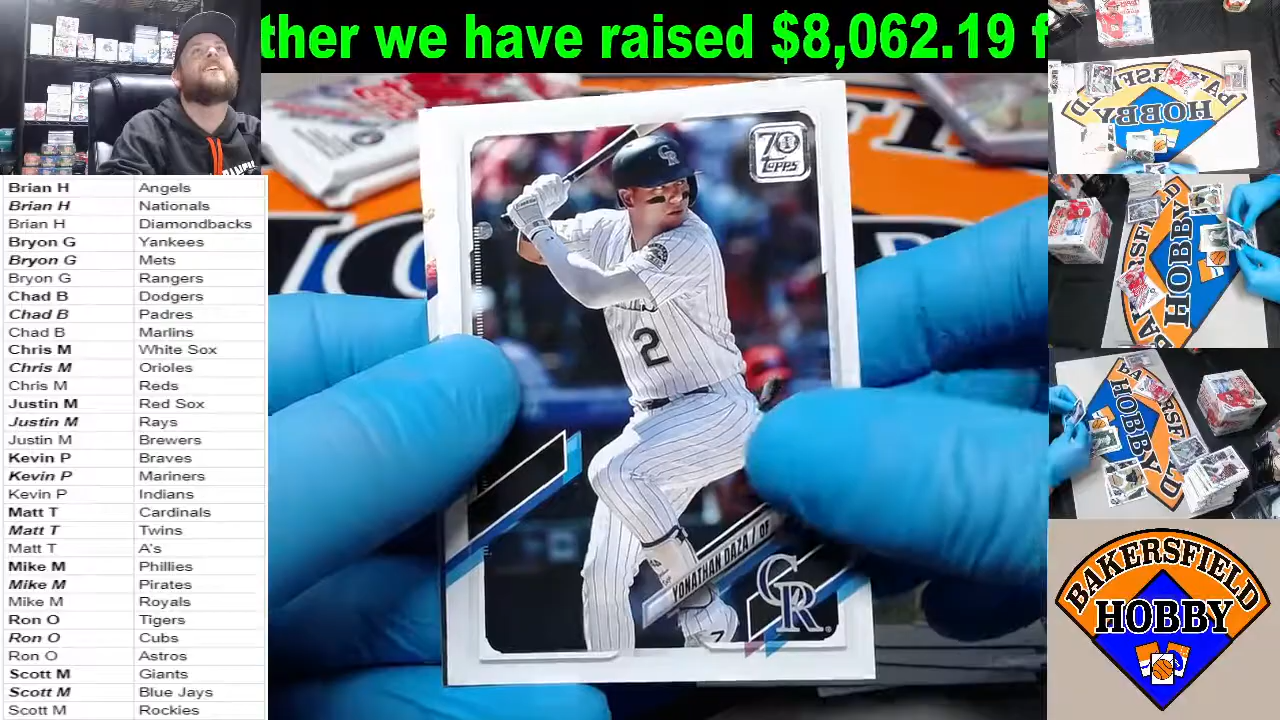 ther we have raised $8,062.19 f
Brian H Angels
Brian H Nationals
Brian H Diamondbacks
Bryon G Yankees
Bryon G Mets
Bryon G Rangers
Chad B Dodgers
Chad B Padres
Chad B Marlins
Chris M White Sox
Chris M Orioles
Chris M Reds
Justin M Red Sox
Justin M Rays
Justin M Brewers
Kevin P Braves
Kevin P Mariners
Kevin P Indians
Matt T Cardinals
Matt T Twins
Matt T A's
Mike M Phillies
Mike M Pirates
Mike M Royals
Ron O Tigers
Ron O Cubs
Ron O Astros
Scott M Giants
Scott M Blue Jays
Scott M Rockies
70
TOPPS
CR
2
YONATHAN DAZA / OF
CR
HOBBY
HOBBY
HOBBY
BAKERSFIELD
HOBBY